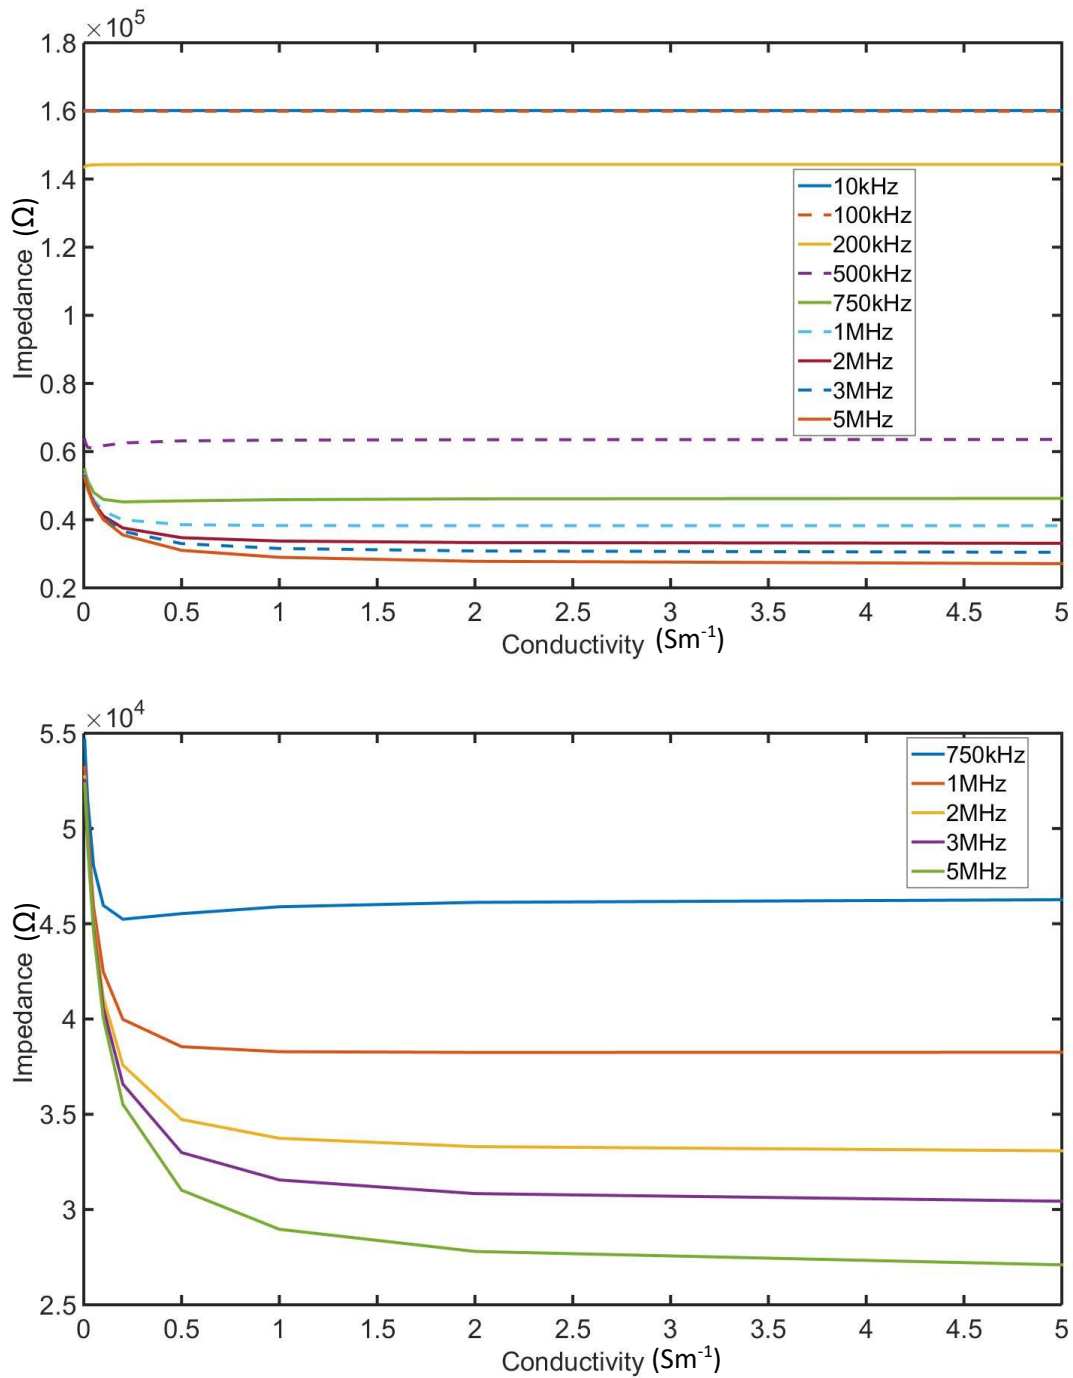 ×10⁵
1.8
1.6
1.4
1.2
1
0.8
0.6
0.4
0.2
Impedance (Ω)
10kHz
100kHz
200kHz
500kHz
750kHz
1MHz
2MHz
3MHz
5MHz
0 0.5 1 1.5 2 2.5 3 3.5 4 4.5 5
Conductivity (Sm⁻¹)
×10⁴
5.5
5
4.5
4
3.5
3
2.5
Impedance (Ω)
750kHz
1MHz
2MHz
3MHz
5MHz
0 0.5 1 1.5 2 2.5 3 3.5 4 4.5 5
Conductivity (Sm⁻¹)